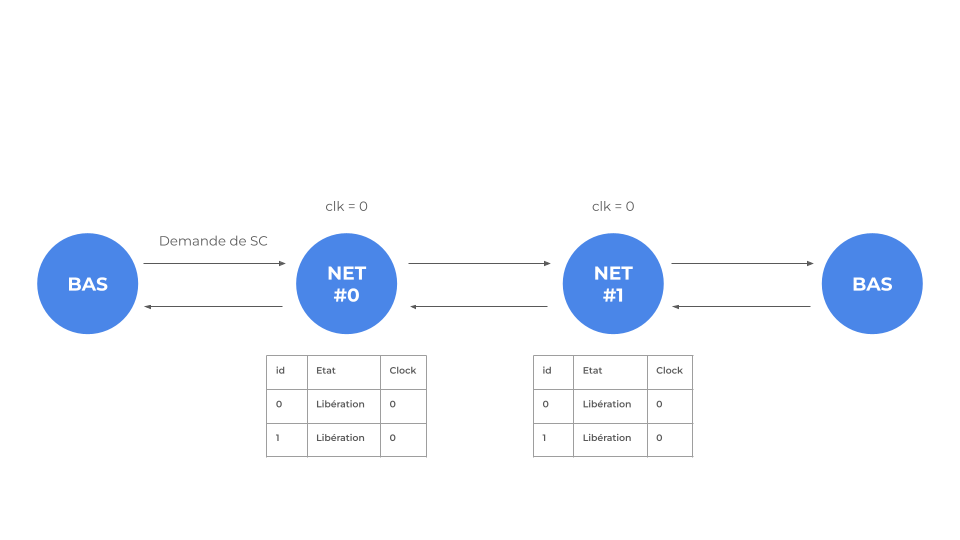 clk = 0
clk = 0
Demande de SC
BAS
NET
#0
NET
#1
BAS
id Etat Clock
0 Libération 0
1 Libération 0
id Etat Clock
0 Libération 0
1 Libération 0